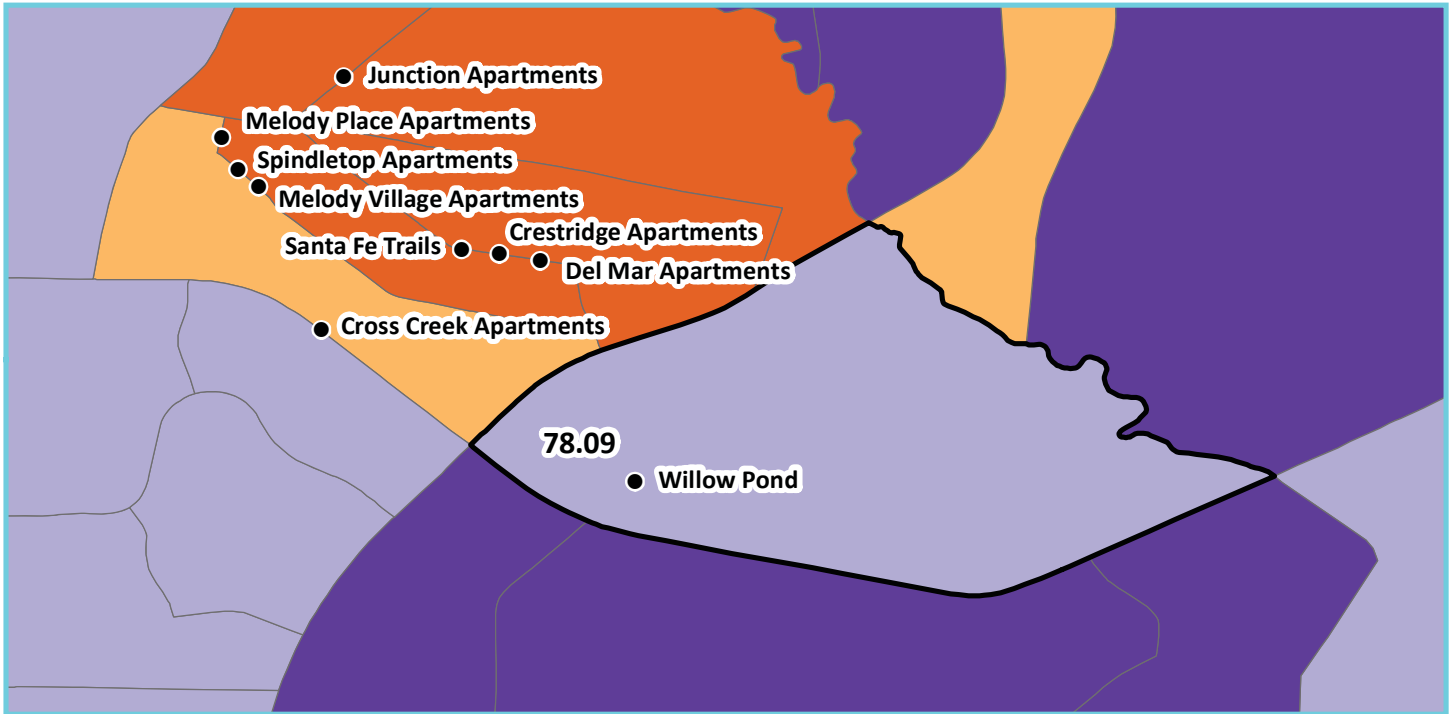 Junction Apartments
Melody Place Apartments
Spindletop Apartments
Melody Village Apartments
Santa Fe Trails
Crestridge Apartments
Del Mar Apartments
Cross Creek Apartments
78.09
Willow Pond